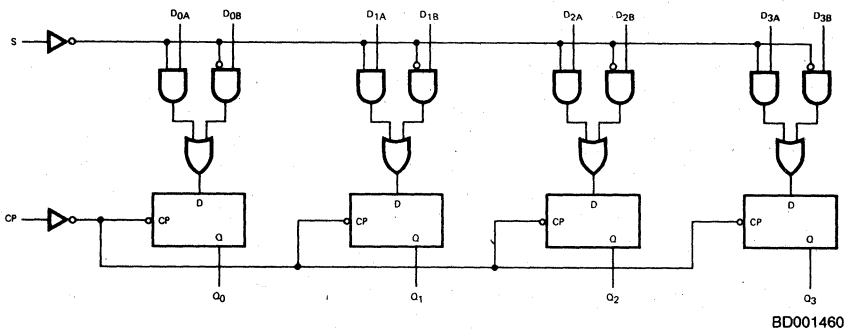 D0A D0B D1A D1B D2A D2B D3A D3B
S
D D D D
CP CP CP CP CP
Q Q Q Q
Q0 Q1 Q2 Q3
BD001460